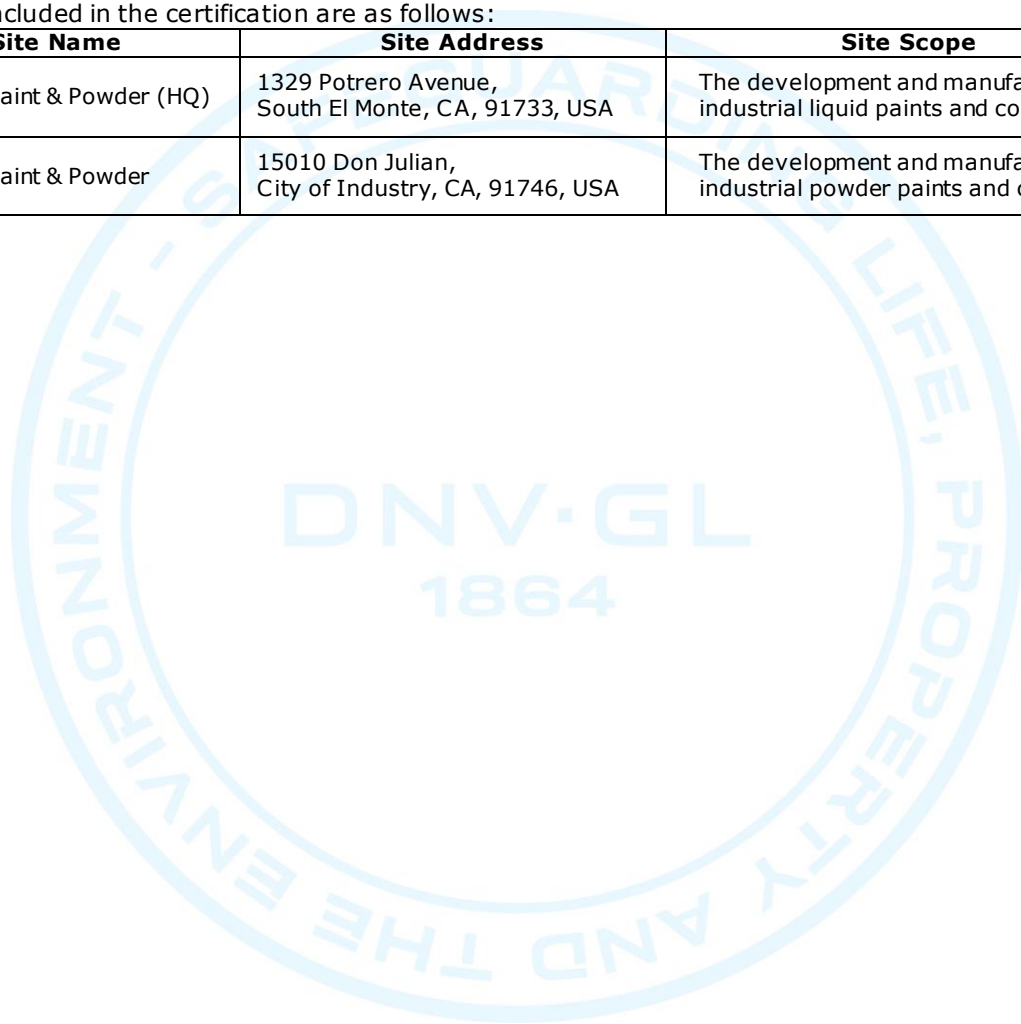 ncluded in the certification are as follows:
Site Name Site Address Site Scope
aint & Powder (HQ) 1329 Potrero Avenue, The development and manufa
South El Monte, CA, 91733, USA industrial liquid paints and co
aint & Powder 15010 Don Julian, The development and manufa
City of Industry, CA, 91746, USA industrial powder paints and
SAFEGUARDING LIFE, PROPERTY AND THE ENVIRONMENT -
DNV·GL
1864